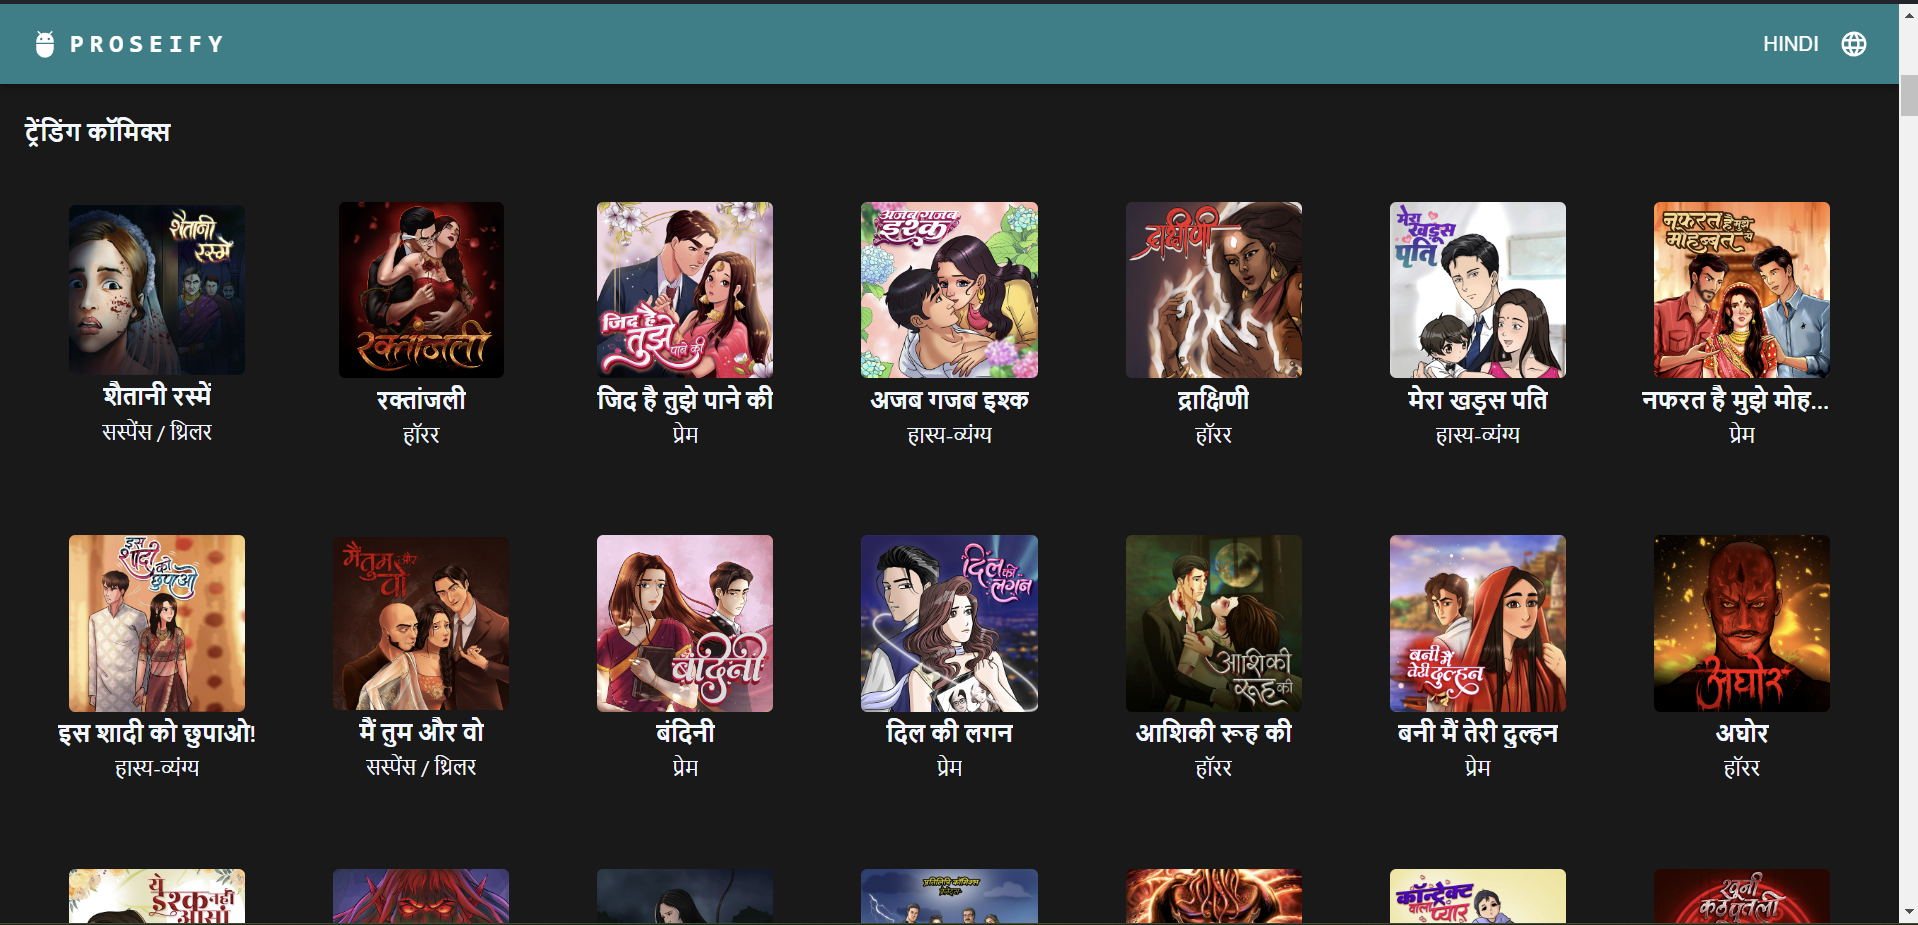 PROSEIFY
HINDI
ट्रेंडिंग कॉमिक्स
शैतानी रस्में
रक्तांजली
जिद है तुझे पाने की
अजब गजब इश्क
द्राक्षिणी
मेरा खड़ूस पति
नफरत है मुझे मोहब्बत से
शैतानी रस्में
सस्पेंस / थ्रिलर
रक्तांजली
हॉरर
जिद है तुझे पाने की
प्रेम
अजब गजब इश्क
हास्य-व्यंग्य
द्राक्षिणी
हॉरर
मेरा खड़ूस पति
हास्य-व्यंग्य
नफरत है मुझे मोह...
प्रेम
इस शादी को छुपाओ
मैं तुम और वो
बंदिनी
दिल की लगन
आशिकी रूह की
बनी मैं तेरी दुल्हन
अघोर
इस शादी को छुपाओ!
हास्य-व्यंग्य
मैं तुम और वो
सस्पेंस / थ्रिलर
बंदिनी
प्रेम
दिल की लगन
प्रेम
आशिकी रूह की
हॉरर
बनी मैं तेरी दुल्हन
प्रेम
अघोर
हॉरर
ये इश्क नहीं आसां
प्रतिलिपि कॉमिक्स
कॉन्ट्रेक्ट वाला प्यार
खूनी कठपुतली